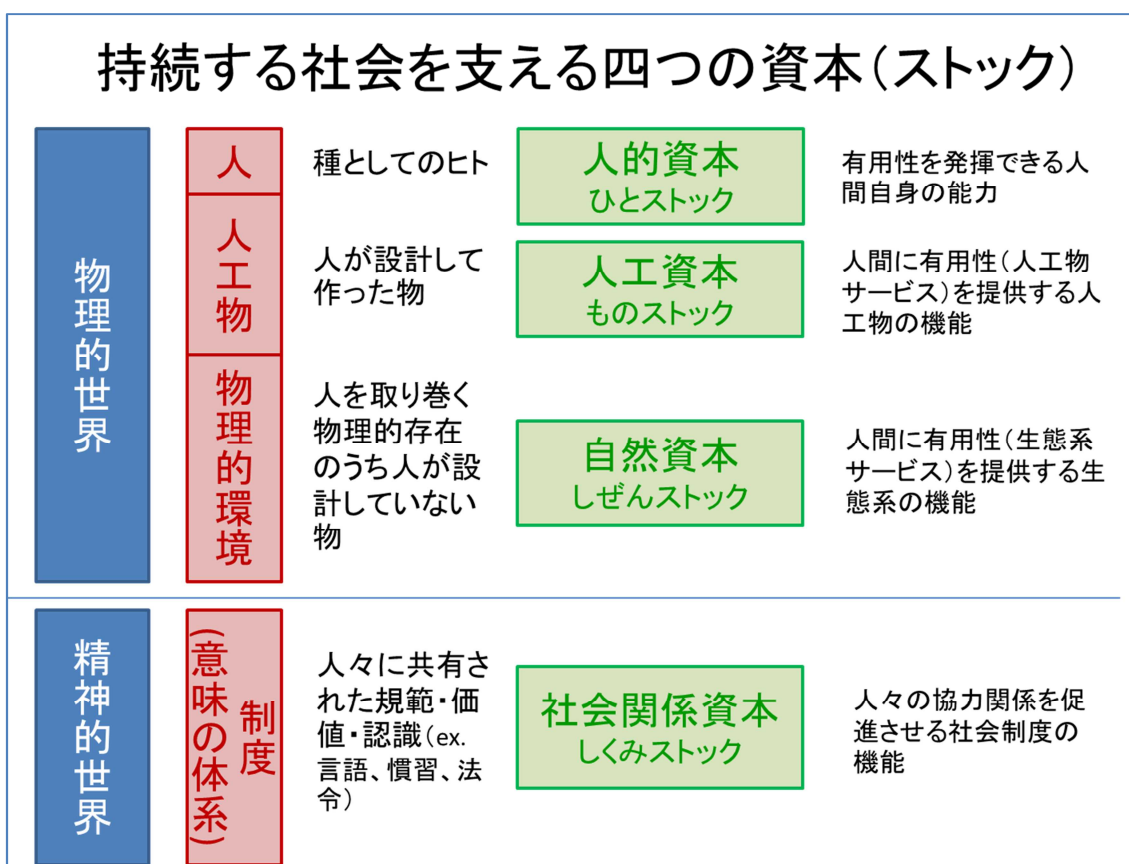 持続する社会を支える四つの資本（ストック）
物理的世界
人
種としてのヒト
人的資本
ひとストック
有用性を発揮できる人
間自身の能力
人工物
人が設計して
作った物
人工資本
ものストック
人間に有用性（人工物
サービス）を提供する人
工物の機能
物理的環境
人を取り巻く
物理的存在
のうち人が設
計していない
物
自然資本
しぜんストック
人間に有用性（生態系
サービス）を提供する生
態系の機能
精神的世界
制度
（意味の体系）
人々に共有さ
れた規範・価
値・認識（ex.
言語、慣習、法
令）
社会関係資本
しくみストック
人々の協力関係を促
進させる社会制度の
機能